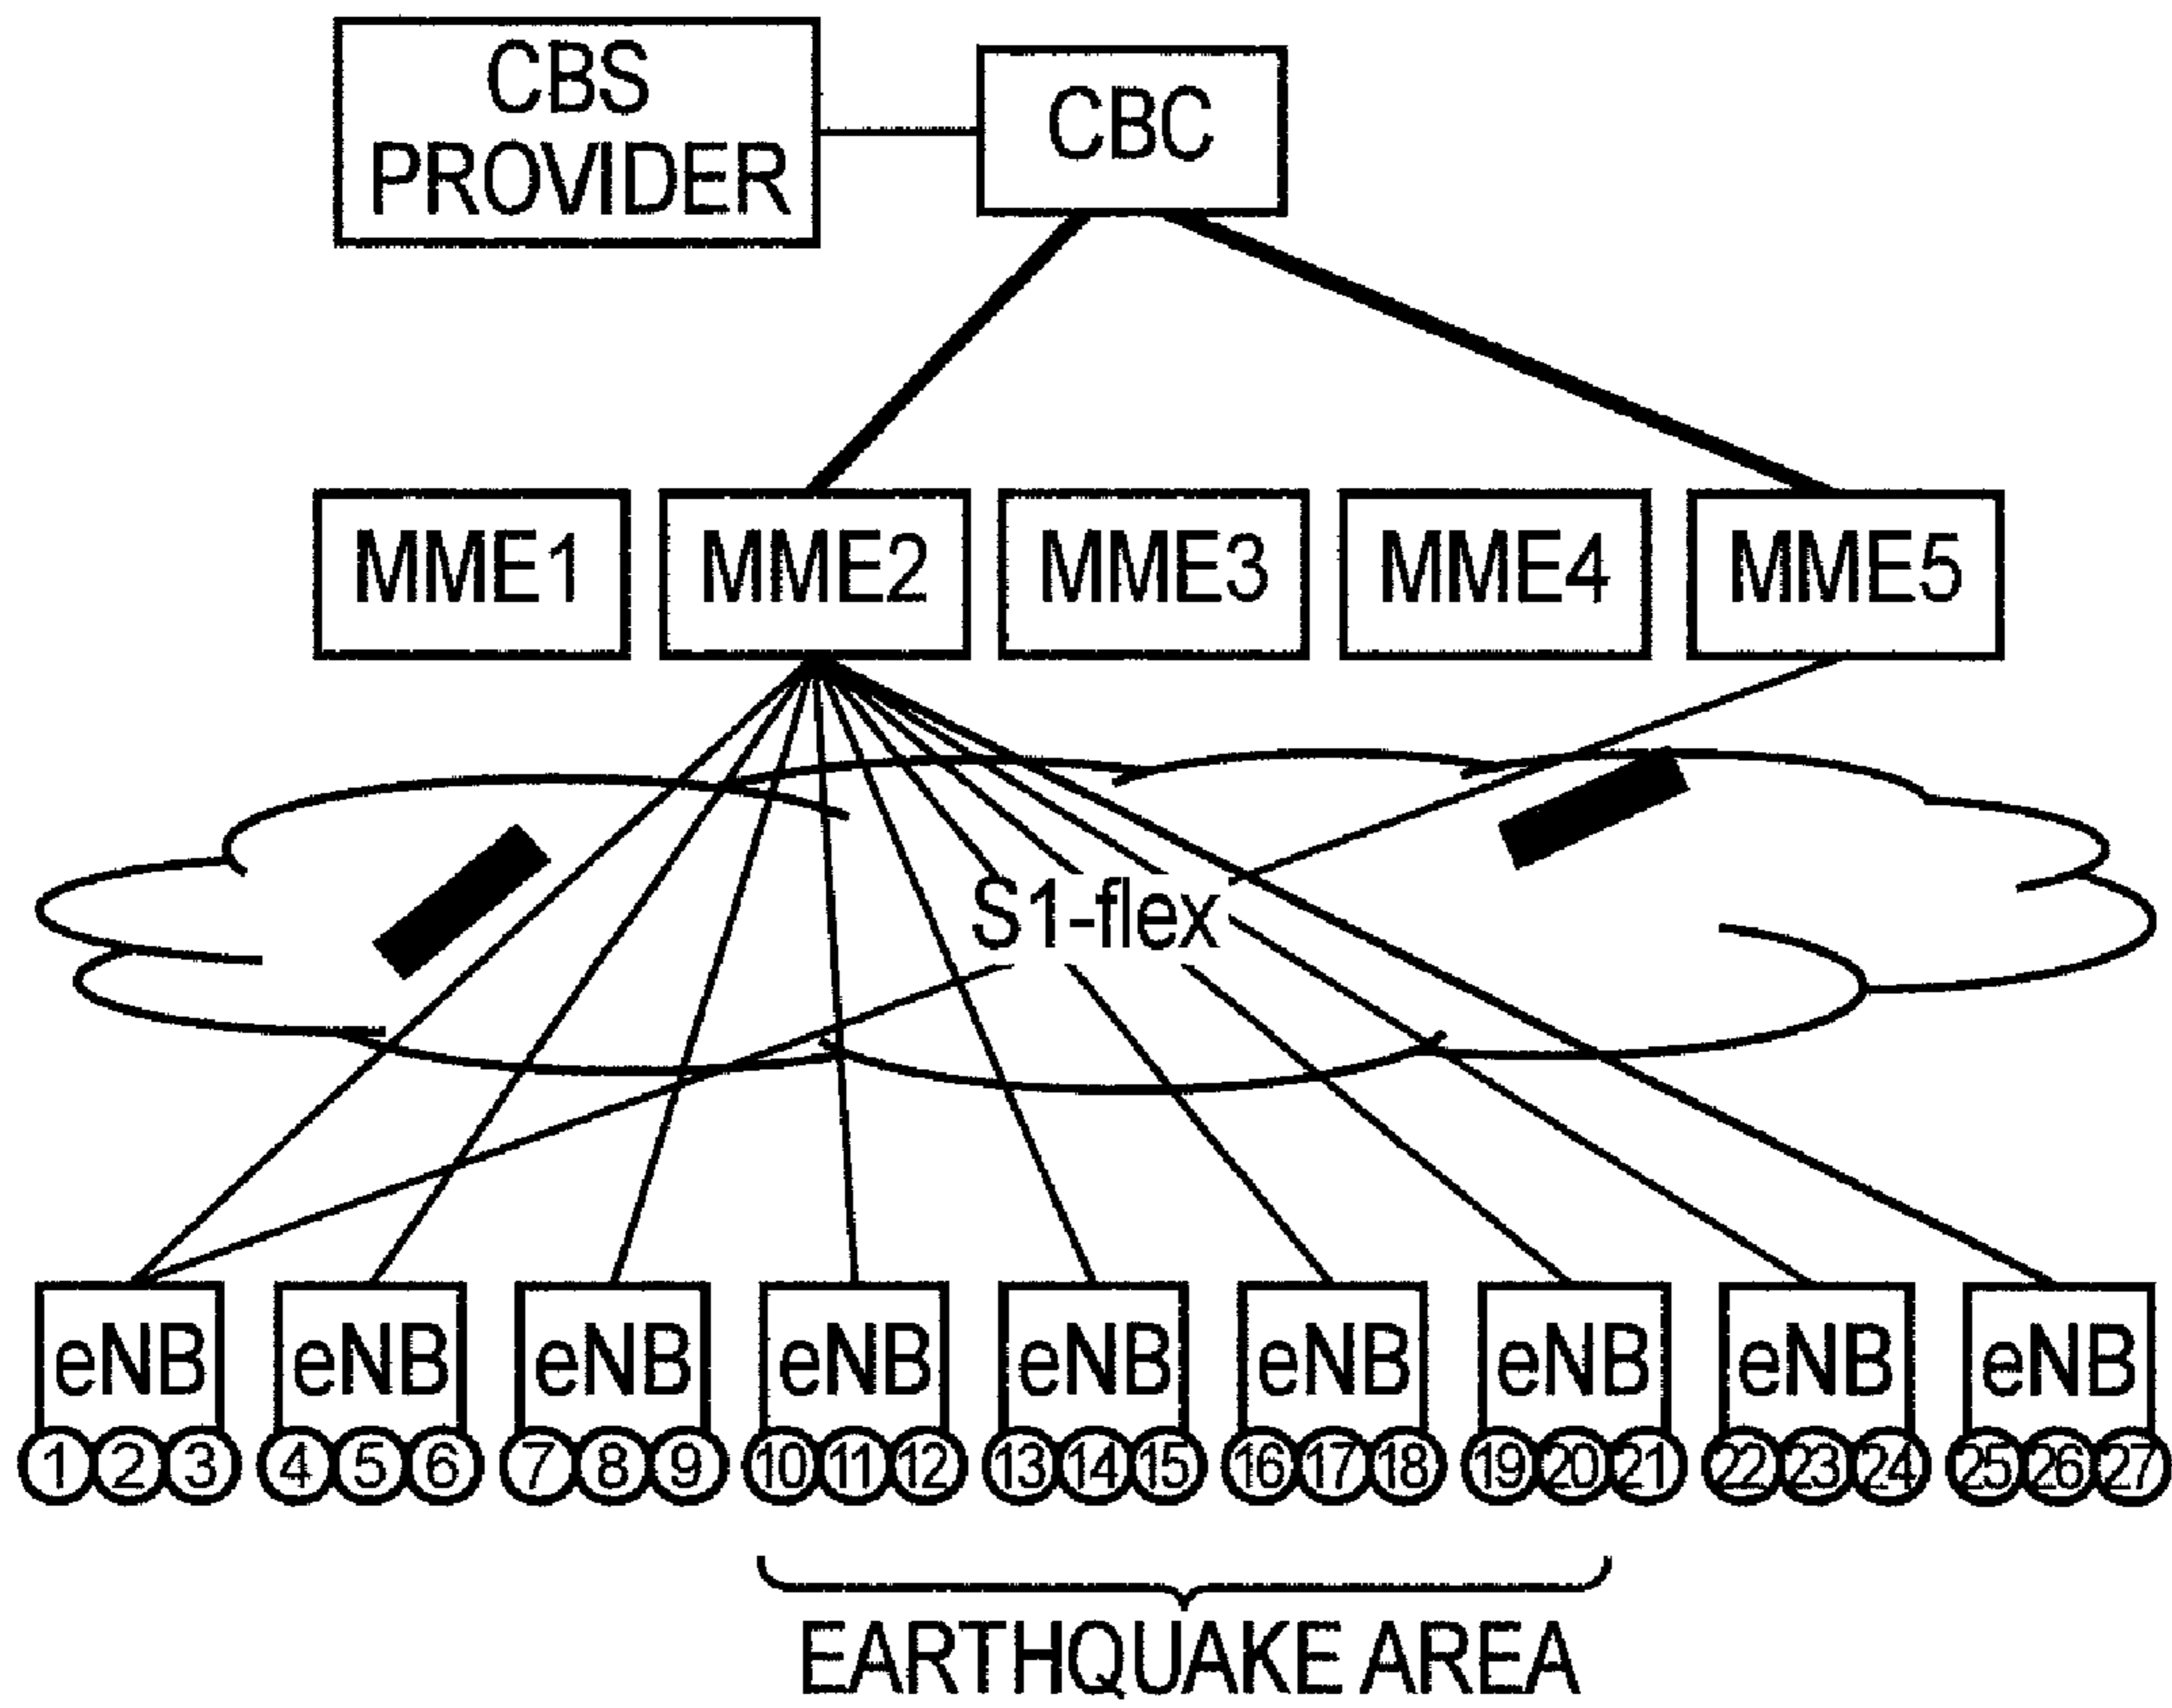 CBS
PROVIDER
CBC
MME1 MME2 MME3 MME4 MME5
S1-flex
eNB eNB eNB eNB eNB eNB eNB eNB eNB
1 2 3 4 5 6 7 8 9 10 11 12 13 14 15 16 17 18 19 20 21 22 23 24 25 26 27
EARTHQUAKE AREA